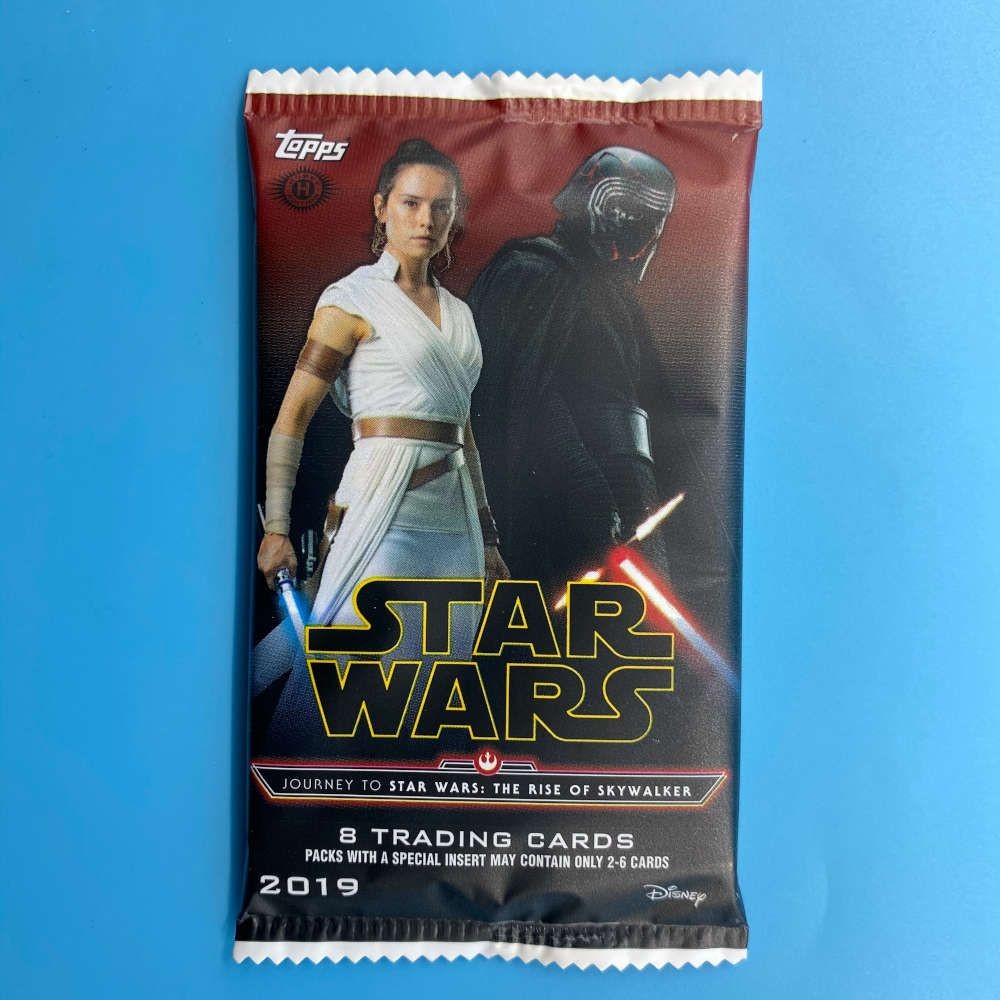 Topps
H
STAR
WARS
JOURNEY TO STAR WARS: THE RISE OF SKYWALKER
8 TRADING CARDS
PACKS WITH A SPECIAL INSERT MAY CONTAIN ONLY 2-6 CARDS
2019
Disney